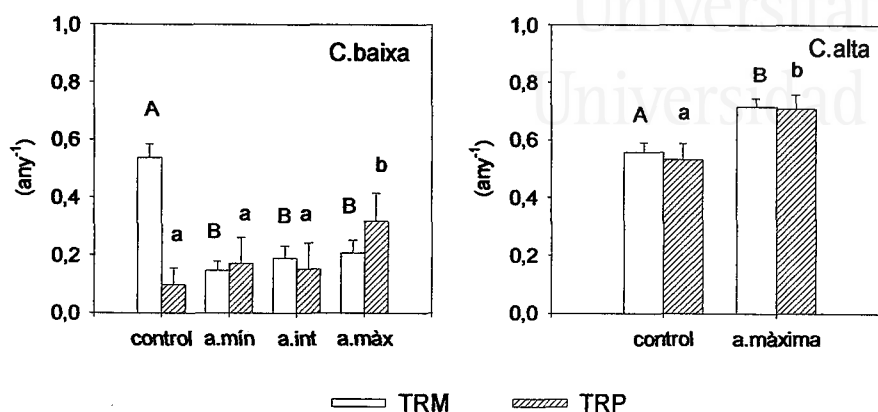 Universitat
Universidad
C.baixa
(any⁻¹)
1,0
0,8
0,6
0,4
0,2
0,0
A
a
B
a
B
a
B
b
control a.mín a.int a.màx
C.alta
(any⁻¹)
1,0
0,8
0,6
0,4
0,2
0,0
A
a
B
b
control a.màxima
TRM TRP